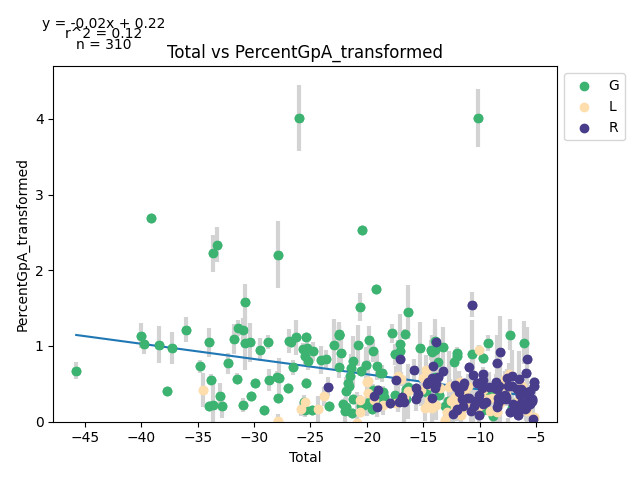 y = -0.02x + 0.22
r^2 = 0.12
n = 310
Total vs PercentGpA_transformed
G
L
R
PercentGpA_transformed
4
3
2
1
0
−45 −40 −35 −30 −25 −20 −15 −10 −5
Total